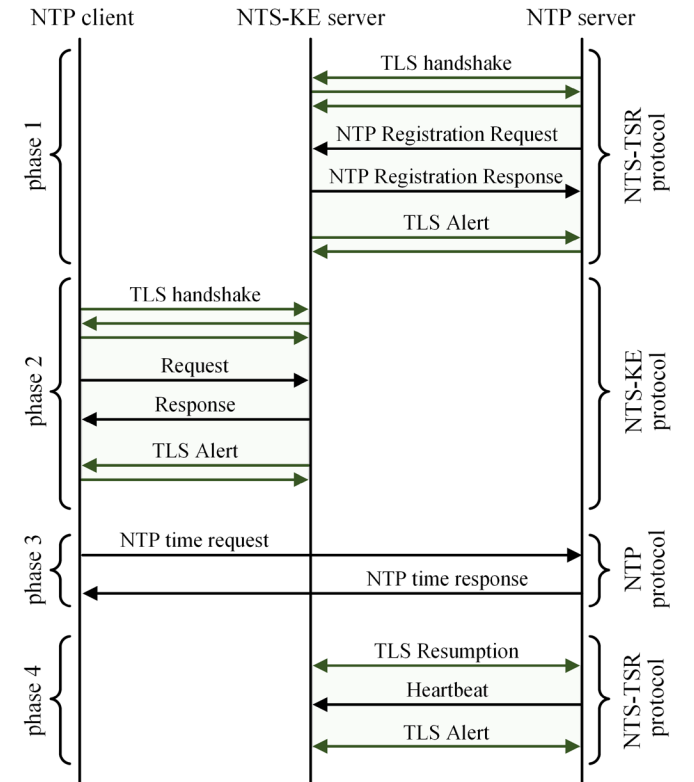 NTP client
NTS-KE server
NTP server
phase 1
TLS handshake
NTP Registration Request
NTP Registration Response
TLS Alert
NTS-TSR
protocol
phase 2
TLS handshake
Request
Response
TLS Alert
NTS-KE
protocol
phase 3
NTP time request
NTP time response
NTP
protocol
phase 4
TLS Resumption
Heartbeat
TLS Alert
NTS-TSR
protocol